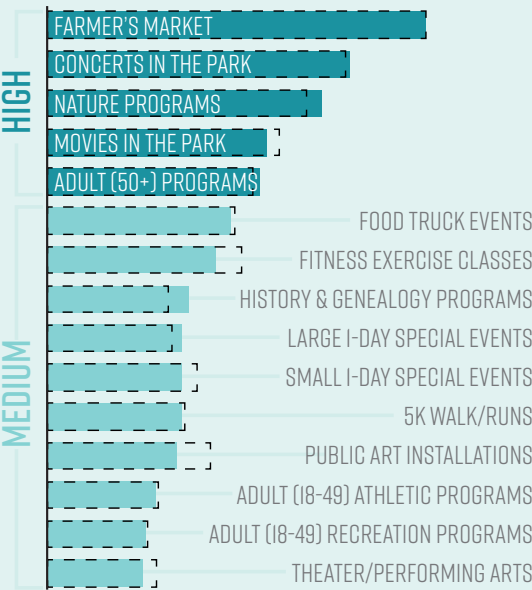 HIGH
FARMER'S MARKET
CONCERTS IN THE PARK
NATURE PROGRAMS
MOVIES IN THE PARK
ADULT (50+) PROGRAMS
MEDIUM
FOOD TRUCK EVENTS
FITNESS EXERCISE CLASSES
HISTORY & GENEALOGY PROGRAMS
LARGE 1-DAY SPECIAL EVENTS
SMALL 1-DAY SPECIAL EVENTS
5K WALK/RUNS
PUBLIC ART INSTALLATIONS
ADULT (18-49) ATHLETIC PROGRAMS
ADULT (18-49) RECREATION PROGRAMS
THEATER/PERFORMING ARTS